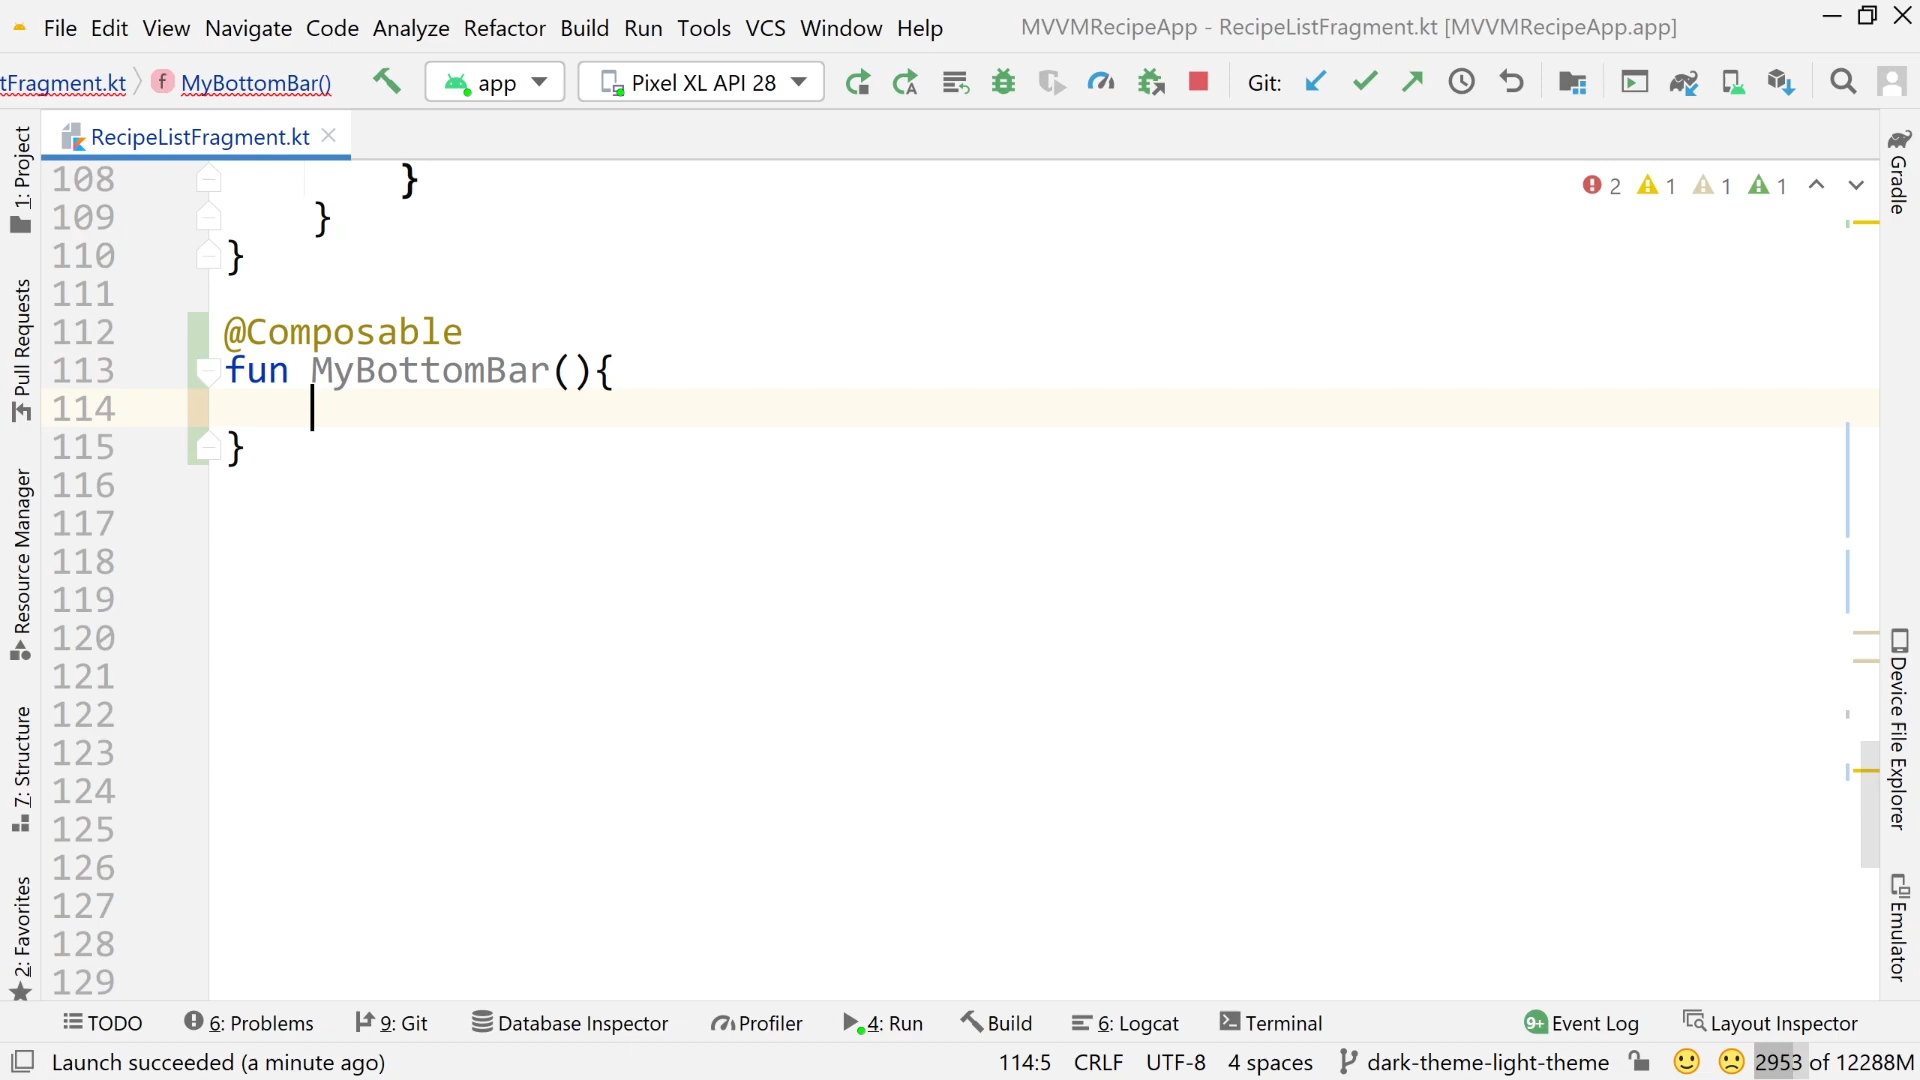 File Edit View Navigate Code Analyze Refactor Build Run Tools VCS Window Help MVVMRecipeApp - RecipeListFragment.kt [MVVMRecipeApp.app]
tFragment.kt f MyBottomBar() app Pixel XL API 28 Git:
RecipeListFragment.kt
108 }
109 }
110 }
111
112 @Composable
113 fun MyBottomBar(){
114
115 }
116
117
118
119
120
121
122
123
124
125
126
127
128
129
2 1 1 1
1: Project
Pull Requests
Resource Manager
7: Structure
2: Favorites
Gradle
Device File Explorer
Emulator
TODO 6: Problems 9: Git Database Inspector Profiler 4: Run Build 6: Logcat Terminal 9+ Event Log Layout Inspector
Launch succeeded (a minute ago) 114:5 CRLF UTF-8 4 spaces dark-theme-light-theme 2953 of 12288M